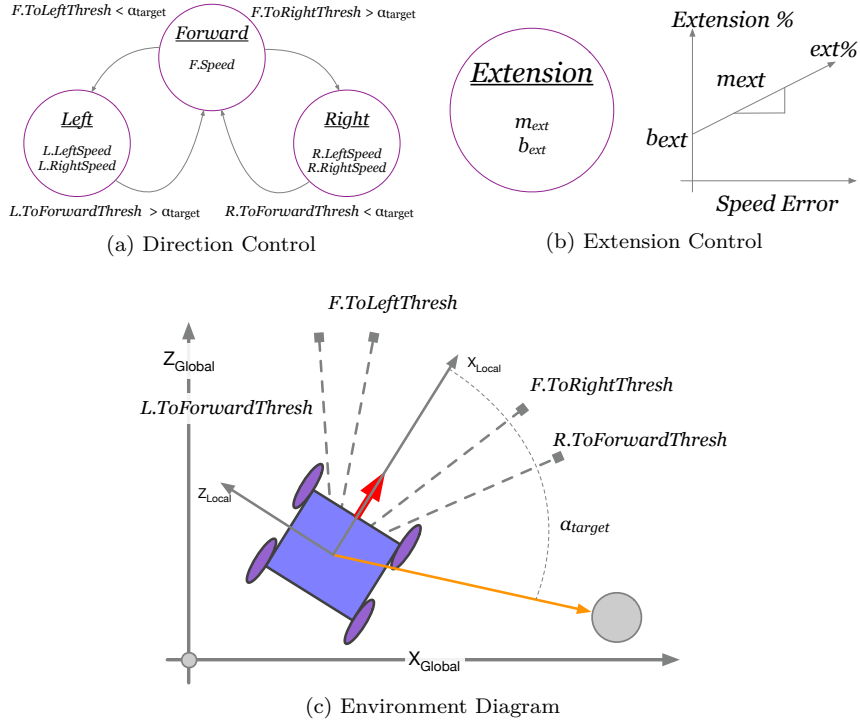 F.ToLeftThresh < αtarget
F.ToRightThresh > αtarget
Forward
F.Speed
Left
L.LeftSpeed
L.RightSpeed
Right
R.LeftSpeed
R.RightSpeed
L.ToForwardThresh > αtarget
R.ToForwardThresh < αtarget
(a) Direction Control
Extension
mext
bext
Extension %
ext%
mext
bext
Speed Error
(b) Extension Control
F.ToLeftThresh
ZGlobal
XLocal
L.ToForwardThresh
F.ToRightThresh
R.ToForwardThresh
ZLocal
αtarget
XGlobal
(c) Environment Diagram